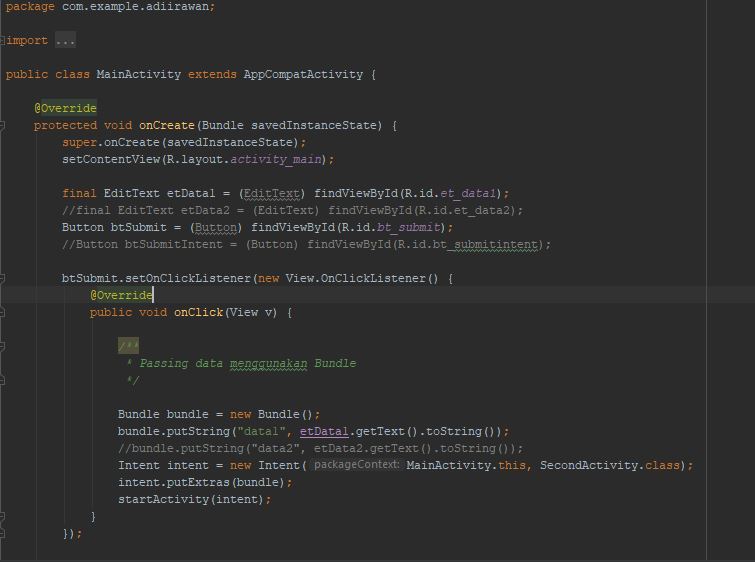 package com.example.adiirawan;
import ...
public class MainActivity extends AppCompatActivity {
@Override
protected void onCreate(Bundle savedInstanceState) {
super.onCreate(savedInstanceState);
setContentView(R.layout.activity_main);
final EditText etData1 = (EditText) findViewById(R.id.et_data1);
//final EditText etData2 = (EditText) findViewById(R.id.et_data2);
Button btSubmit = (Button) findViewById(R.id.bt_submit);
//Button btSubmitIntent = (Button) findViewById(R.id.bt_submitintent);
btSubmit.setOnClickListener(new View.OnClickListener() {
@Override
public void onClick(View v) {
/**
* Passing data menggunakan Bundle
*/
Bundle bundle = new Bundle();
bundle.putString("data1", etData1.getText().toString());
//bundle.putString("data2", etData2.getText().toString());
Intent intent = new Intent( packageContext: MainActivity.this, SecondActivity.class);
intent.putExtras(bundle);
startActivity(intent);
}
});